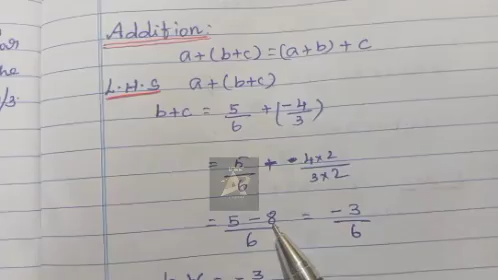 Addition:
a+(b+c)=(a+b)+c
L.H.S a+(b+c)
b+c = 5/6 + (-4/3)
= 5/6 + -4×2/3×2
= 5-8/6 = -3/6